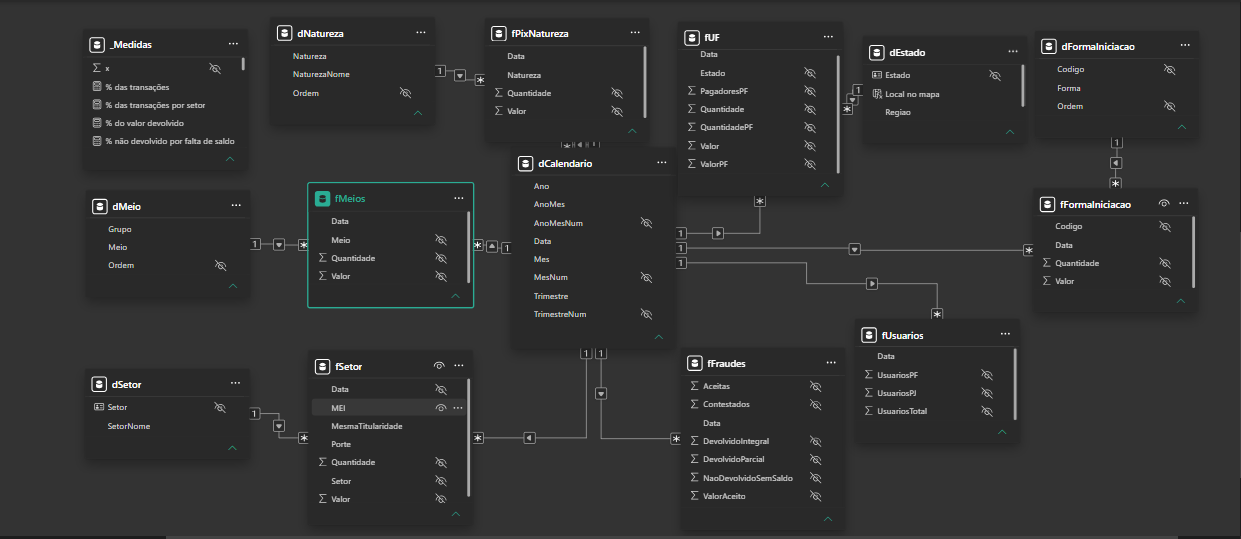 _Medidas
x
% das transações
% das transações por setor
% do valor devolvido
% não devolvido por falta de saldo
dNatureza
Natureza
NaturezaNome
Ordem
fPixNatureza
Data
Natureza
Quantidade
Valor
fUF
Data
Estado
PagadoresPF
Quantidade
QuantidadePF
Valor
ValorPF
dEstado
Estado
Local no mapa
Regiao
dFormaIniciacao
Codigo
Forma
Ordem
dMeio
Grupo
Meio
Ordem
fMeios
Data
Meio
Quantidade
Valor
dCalendario
Ano
AnoMes
AnoMesNum
Data
Mes
MesNum
Trimestre
TrimestreNum
fFormaIniciacao
Codigo
Data
Quantidade
Valor
dSetor
Setor
SetorNome
fSetor
Data
MEI
MesmaTitularidade
Porte
Quantidade
Setor
Valor
fFraudes
Aceitas
Contestados
Data
DevolvidoIntegral
DevolvidoParcial
NaoDevolvidoSemSaldo
ValorAceito
fUsuarios
Data
UsuariosPF
UsuariosPJ
UsuariosTotal
1
*
1
*
1
*
1
*
*
1
1
*
1
1
1
*
*
*
1
*
1
1
*
*
1